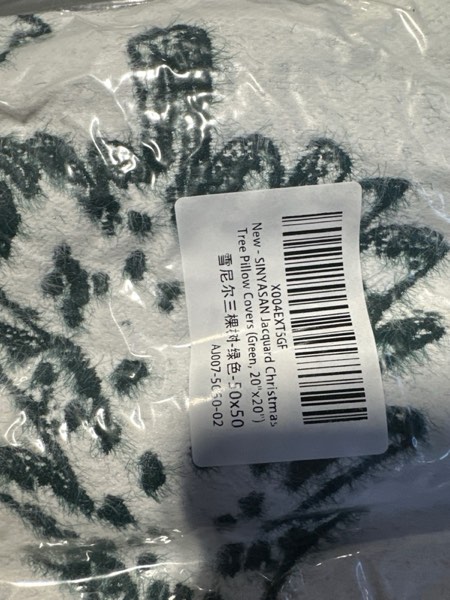 X004EXT5GF
New - SINYASAN Jacquard Christmas
Tree Pillow Covers (Green, 20"x20")
雪尼尔三棵树-绿色-50x50
AJ007-5050-02